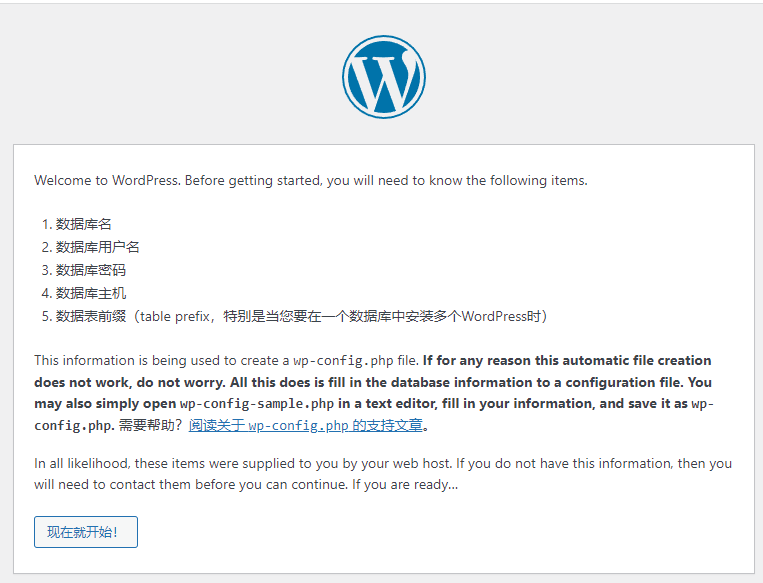 Welcome to WordPress. Before getting started, you will need to know the following items.
1. 数据库名
2. 数据库用户名
3. 数据库密码
4. 数据库主机
5. 数据表前缀（table prefix，特别是当您要在一个数据库中安装多个WordPress时）
This information is being used to create a wp-config.php file. If for any reason this automatic file creation
does not work, do not worry. All this does is fill in the database information to a configuration file. You
may also simply open wp-config-sample.php in a text editor, fill in your information, and save it as wp-
config.php. 需要帮助？阅读关于 wp-config.php 的支持文章。
In all likelihood, these items were supplied to you by your web host. If you do not have this information, then you
will need to contact them before you can continue. If you are ready…
现在就开始！